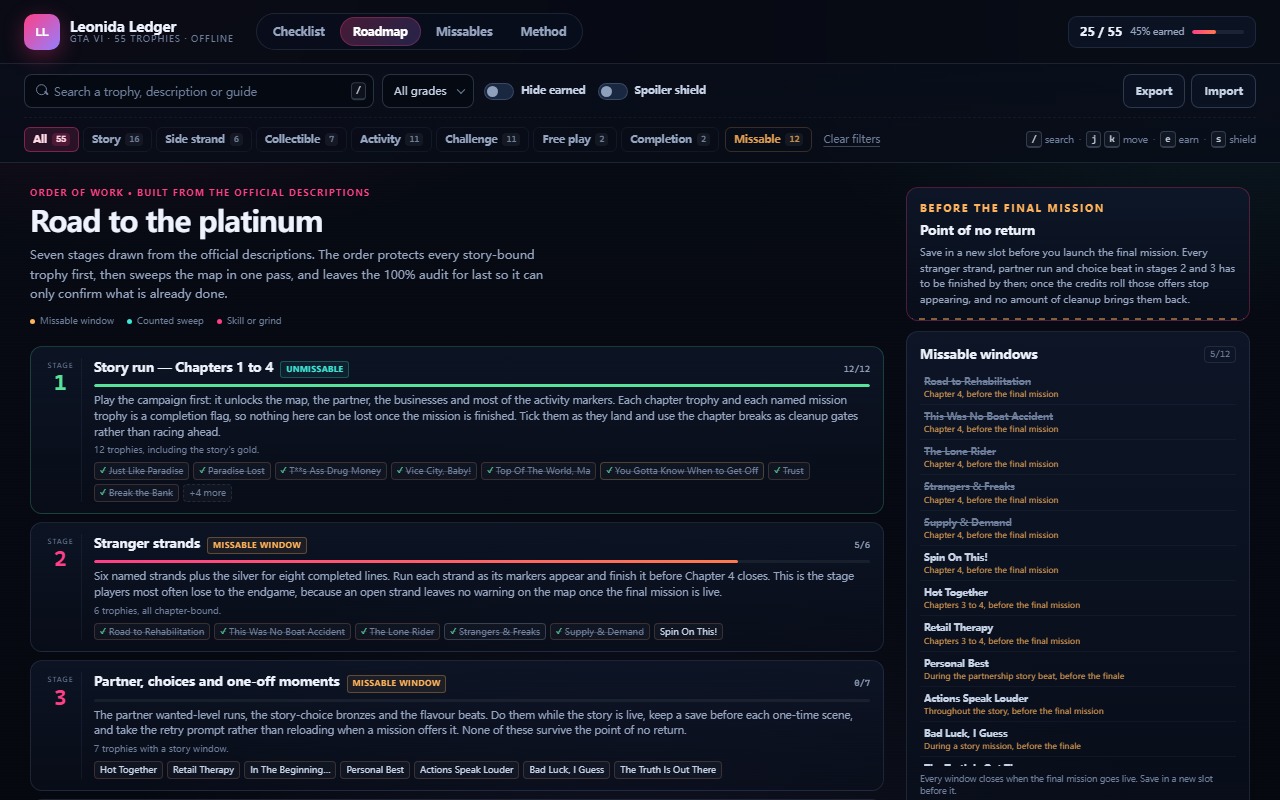 LL
Leonida Ledger
GTA VI · 55 TROPHIES · OFFLINE
Checklist
Roadmap
Missables
Method
25 / 55 45% earned
Search a trophy, description or guide /
All grades
Hide earned
Spoiler shield
Export
Import
All 55
Story 16
Side strand 6
Collectible 7
Activity 11
Challenge 11
Free play 2
Completion 2
Missable 12
Clear filters
/ search · j k move · e earn · s shield
ORDER OF WORK • BUILT FROM THE OFFICIAL DESCRIPTIONS
Road to the platinum
Seven stages drawn from the official descriptions. The order protects every story-bound
trophy first, then sweeps the map in one pass, and leaves the 100% audit for last so it can
only confirm what is already done.
Missable window
Counted sweep
Skill or grind
STAGE
1
Story run — Chapters 1 to 4 UNMISSABLE 12/12
Play the campaign first: it unlocks the map, the partner, the businesses and most of the activity markers. Each chapter trophy and each named mission
trophy is a completion flag, so nothing here can be lost once the mission is finished. Tick them as they land and use the chapter breaks as cleanup gates
rather than racing ahead.
12 trophies, including the story's gold.
✓ Just Like Paradise ✓ Paradise Lost ✓ T**s Ass Drug Money ✓ Vice City, Baby! ✓ Top Of The World, Ma ✓ You Gotta Know When to Get Off ✓ Trust
✓ Break the Bank +4 more
STAGE
2
Stranger strands MISSABLE WINDOW 5/6
Six named strands plus the silver for eight completed lines. Run each strand as its markers appear and finish it before Chapter 4 closes. This is the stage
players most often lose to the endgame, because an open strand leaves no warning on the map once the final mission is live.
6 trophies, all chapter-bound.
✓ Road to Rehabilitation ✓ This Was No Boat Accident ✓ The Lone Rider ✓ Strangers & Freaks ✓ Supply & Demand Spin On This!
STAGE
3
Partner, choices and one-off moments MISSABLE WINDOW 0/7
The partner wanted-level runs, the story-choice bronzes and the flavour beats. Do them while the story is live, keep a save before each one-time scene,
and take the retry prompt rather than reloading when a mission offers it. None of these survive the point of no return.
7 trophies with a story window.
Hot Together Retail Therapy In The Beginning... Personal Best Actions Speak Louder Bad Luck, I Guess The Truth Is Out There
BEFORE THE FINAL MISSION
Point of no return
Save in a new slot before you launch the final mission. Every
stranger strand, partner run and choice beat in stages 2 and 3 has
to be finished by then; once the credits roll those offers stop
appearing, and no amount of cleanup brings them back.
Missable windows 5/12
Road to Rehabilitation
Chapter 4, before the final mission
This Was No Boat Accident
Chapter 4, before the final mission
The Lone Rider
Chapter 4, before the final mission
Strangers & Freaks
Chapter 4, before the final mission
Supply & Demand
Chapter 4, before the final mission
Spin On This!
Chapter 4, before the final mission
Hot Together
Chapters 3 to 4, before the final mission
Retail Therapy
Chapters 3 to 4, before the final mission
Personal Best
During the partnership story beat, before the finale
Actions Speak Louder
Throughout the story, before the final mission
Bad Luck, I Guess
During a story mission, before the finale
Every window closes when the final mission goes live. Save in a new slot
before it.